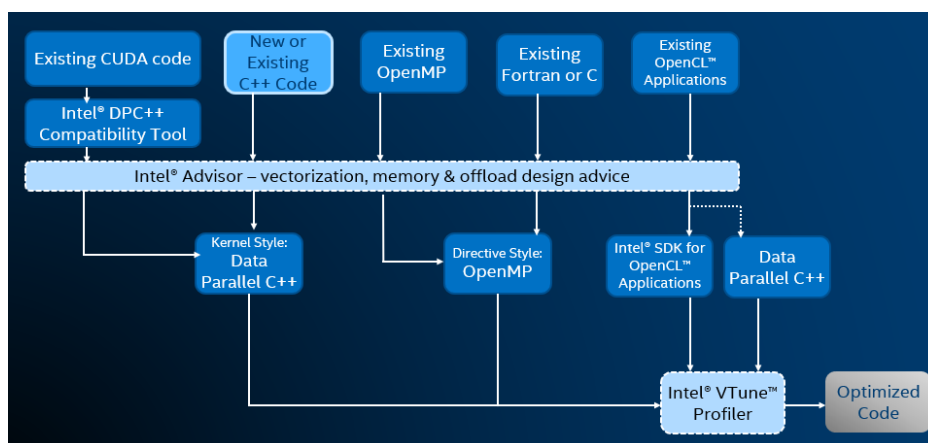 Existing CUDA code
New or
Existing
C++ Code
Existing
OpenMP
Existing
Fortran or C
Existing
OpenCL™
Applications
Intel® DPC++
Compatibility Tool
Intel® Advisor – vectorization, memory & offload design advice
Kernel Style:
Data
Parallel C++
Directive Style:
OpenMP
Intel® SDK for
OpenCL™
Applications
Data
Parallel C++
Intel® VTune™
Profiler
Optimized
Code